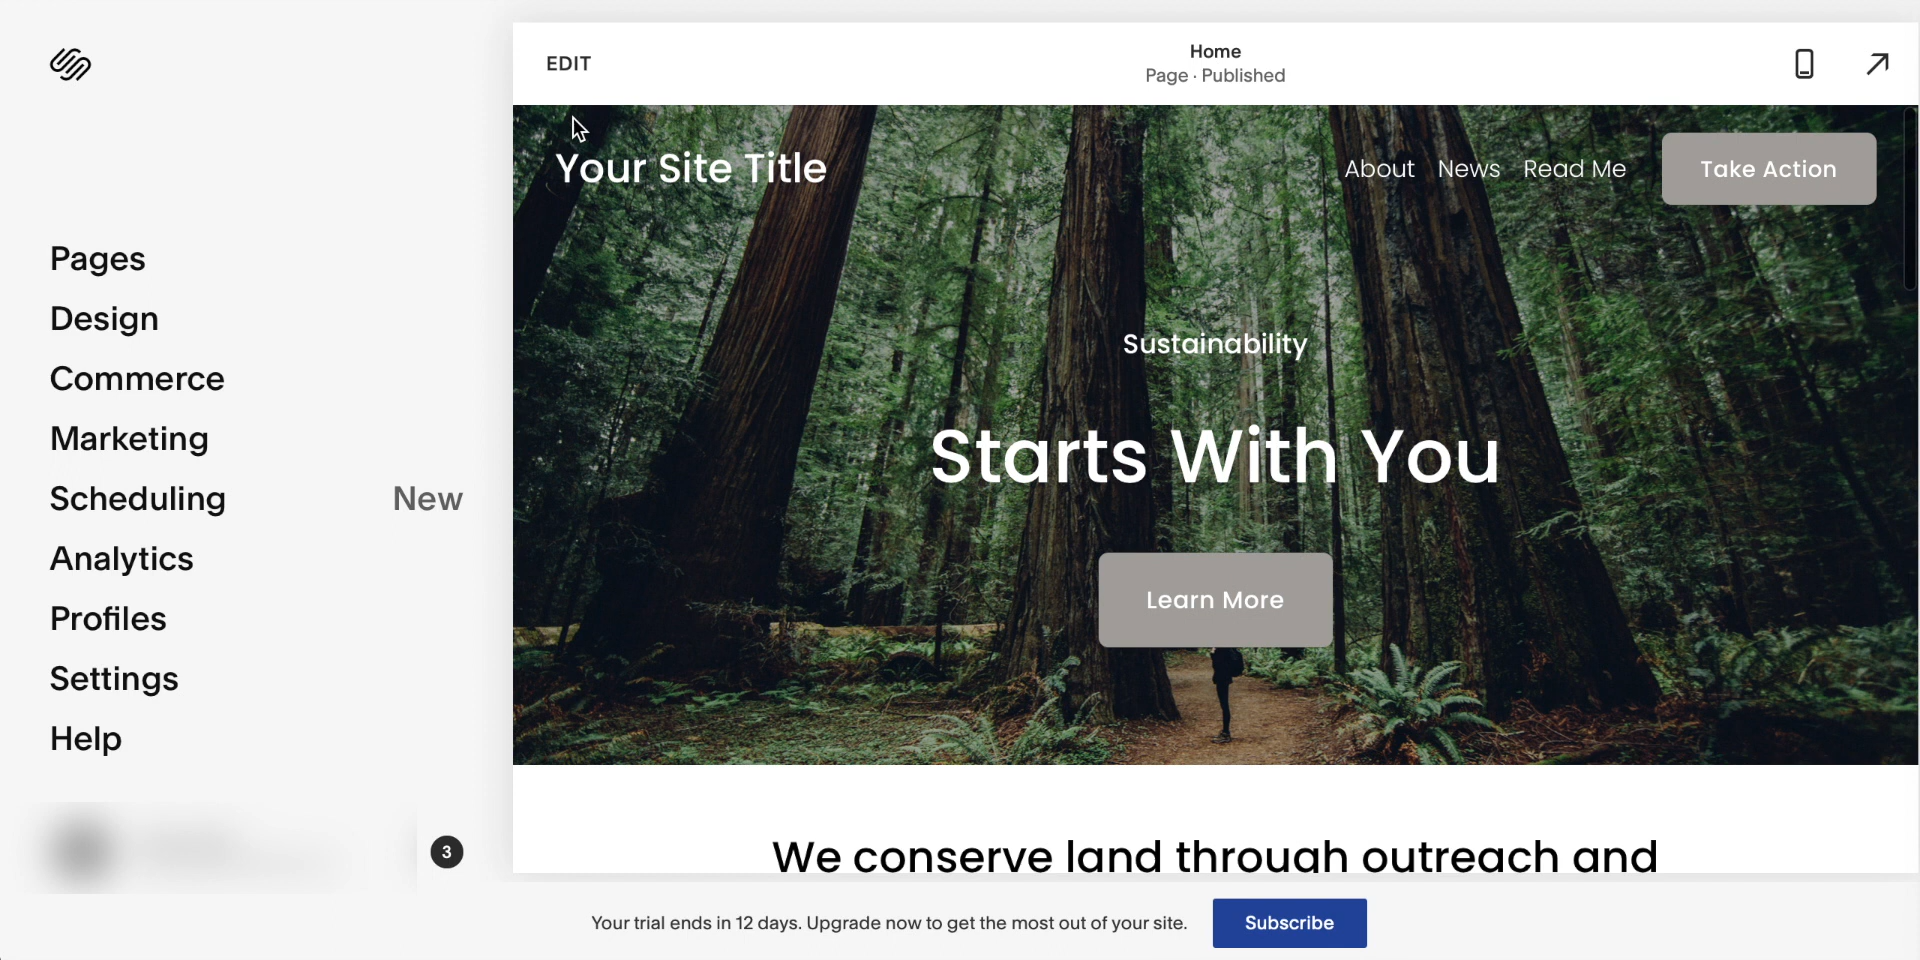 EDIT
Home
Page · Published
Your Site Title
About News Read Me Take Action
Pages
Design
Commerce
Marketing
Scheduling New
Analytics
Profiles
Settings
Help
3
Sustainability
Starts With You
Learn More
We conserve land through outreach and
Your trial ends in 12 days. Upgrade now to get the most out of your site. Subscribe